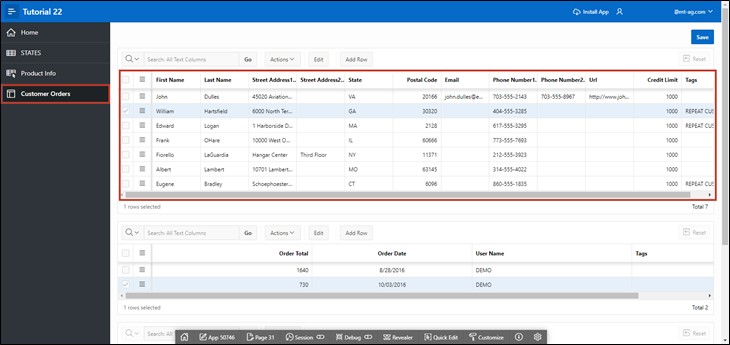 Tutorial 22
Install App
@mt-ag.com
Home
STATES
Product Info
Customer Orders
Save
Search: All Text Columns Go Actions Edit Add Row Reset
First Name Last Name Street Address1... Street Address2... State Postal Code Email Phone Number1... Phone Number2... Url Credit Limit Tags
John Dulles 45020 Aviation... VA 20166 john.dulles@e... 703-555-2143 703-555-8967 http://www.joh... 1000
William Hartsfield 6000 North Ter... GA 30320 404-555-3285 1000 REPEAT CUS
Edward Logan 1 Harborside D... MA 2128 617-555-3295 1000 REPEAT CUS
Frank OHare 10000 West O... IL 60666 773-555-7693 1000
Fiorello LaGuardia Hangar Center Third Floor NY 11371 212-555-3923 1000
Albert Lambert 10701 Lambert... MO 63145 314-555-4022 1000
Eugene Bradley Schoephoester... CT 6096 860-555-1835 1000 REPEAT CUS
1 rows selected Total 7
Search: All Text Columns Go Actions Edit Add Row Reset
Order Total Order Date User Name Tags
1640 8/28/2016 DEMO
730 10/03/2016 DEMO
1 rows selected Total 2
Search: All Text Columns
App 50746 Page 31 Session Debug Revealer Quick Edit Customize